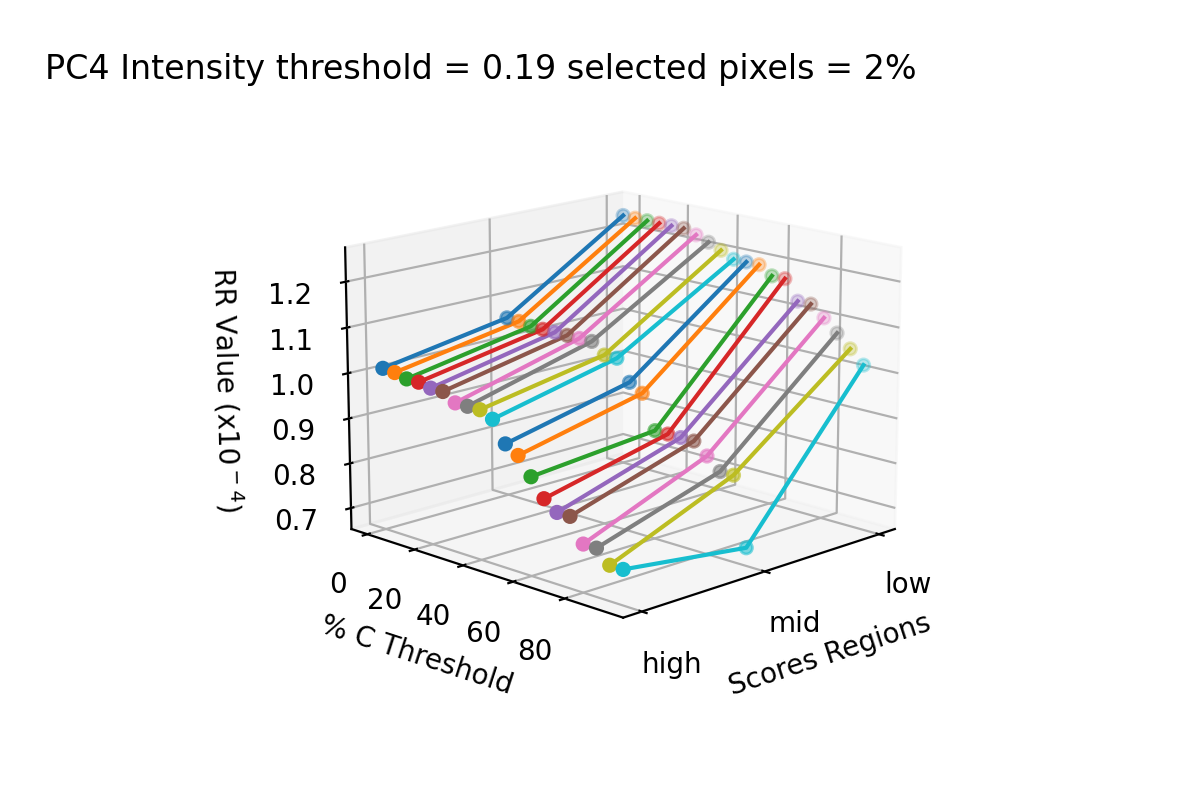 PC4 Intensity threshold = 0.19 selected pixels = 2%
RR Value (x10⁻⁴)
1.2
1.1
1.0
0.9
0.8
0.7
0
20
40
60
80
% C Threshold
high
mid
low
Scores Regions